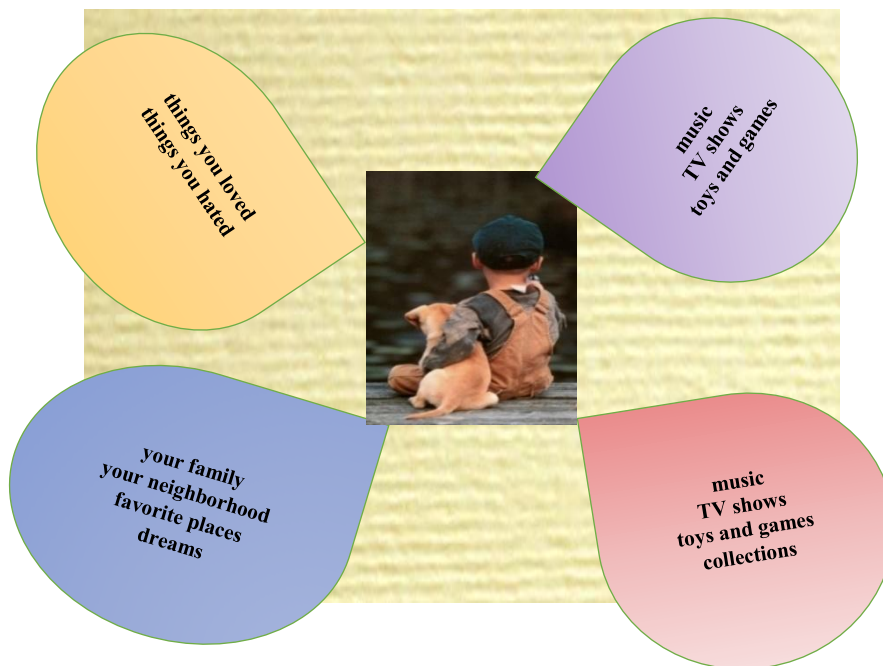 things you loved
things you hated
music
TV shows
toys and games
your family
your neighborhood
favorite places
dreams
music
TV shows
toys and games
collections